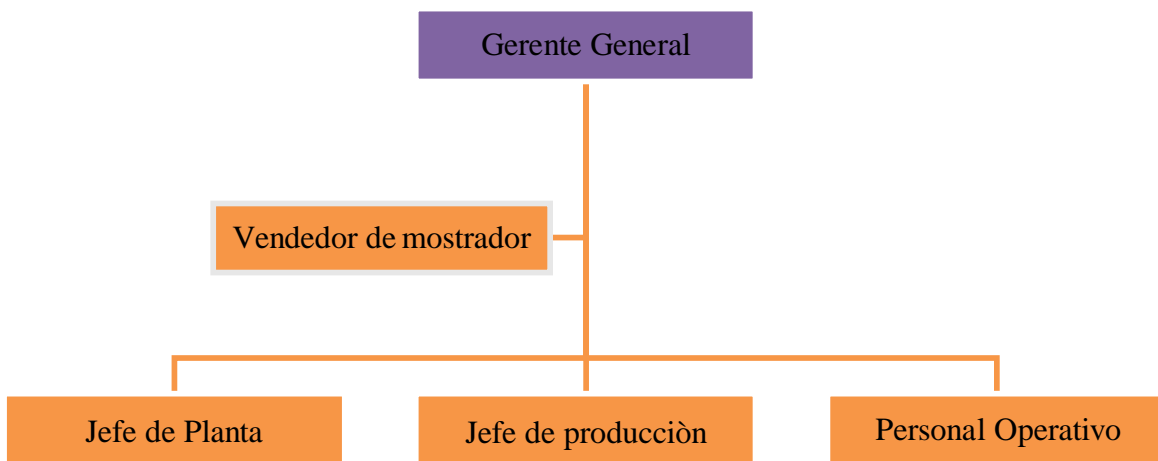 Gerente General
Vendedor de mostrador
Jefe de Planta
Jefe de producciòn
Personal Operativo